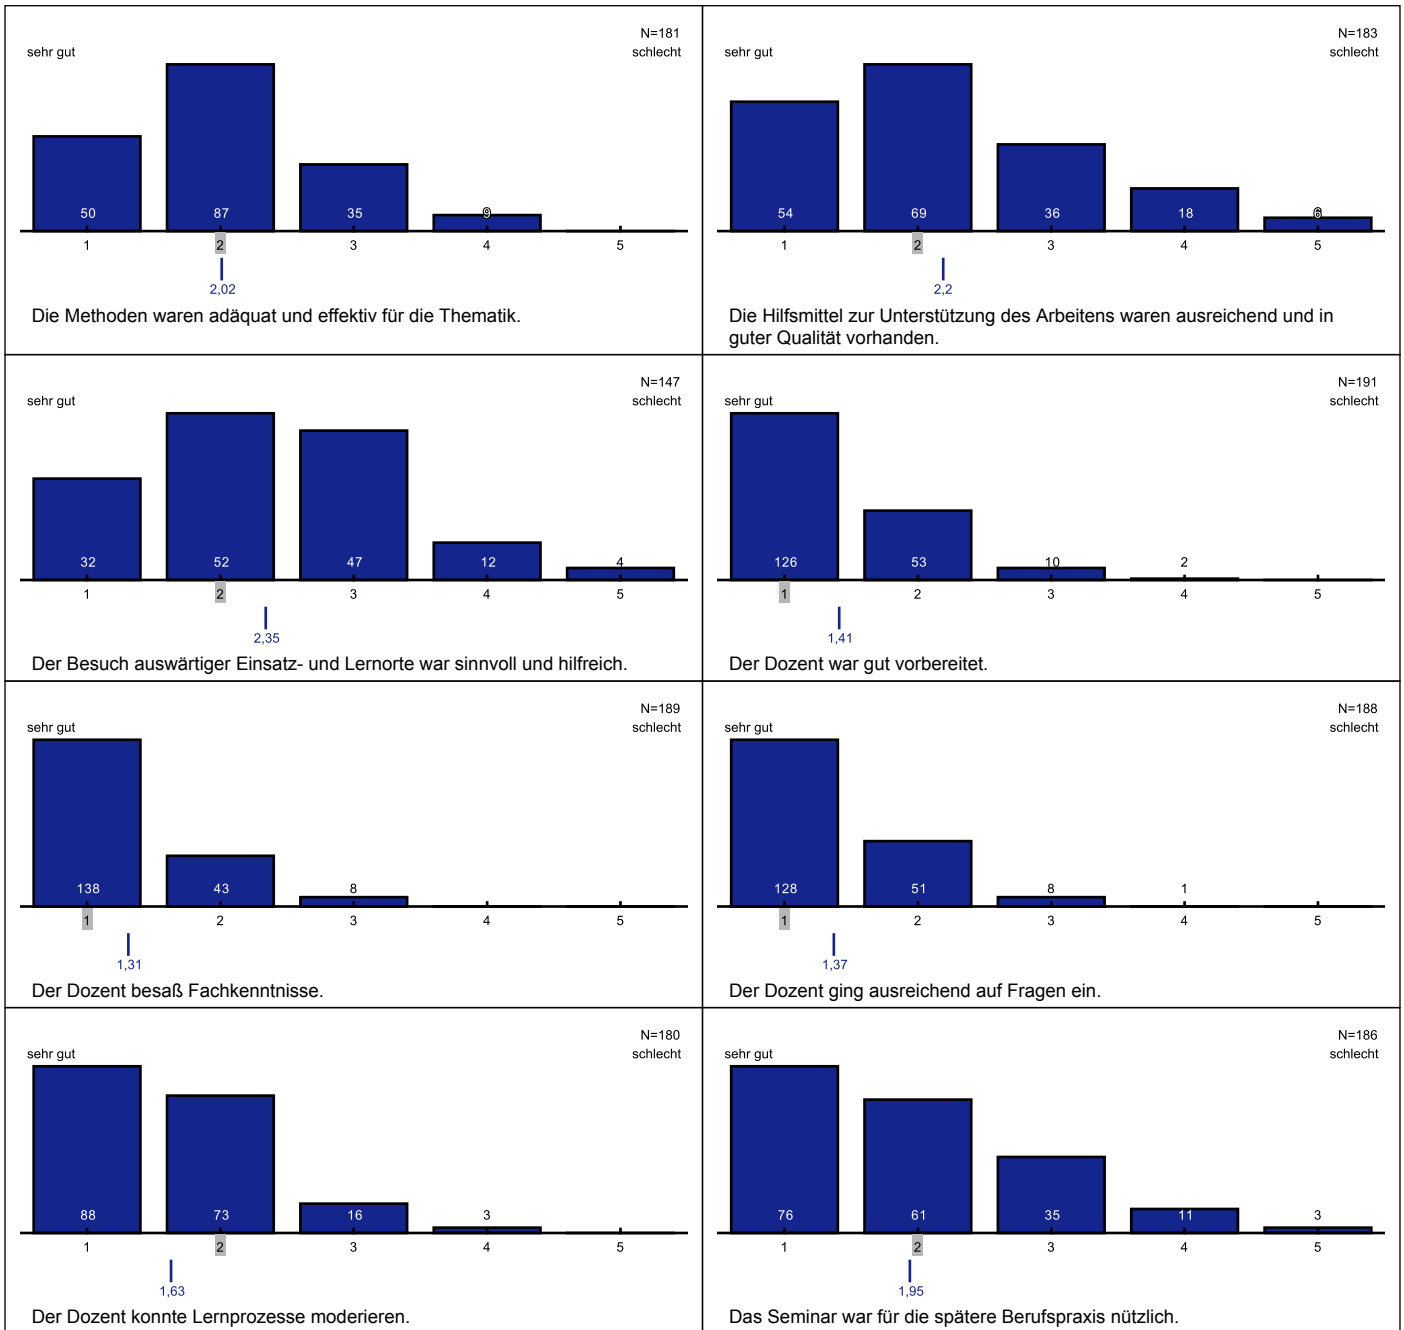 N=181
sehr gut schlecht
50 87 35 9
1 2 3 4 5
2,02
Die Methoden waren adäquat und effektiv für die Thematik.
N=183
sehr gut schlecht
54 69 36 18 6
1 2 3 4 5
2,2
Die Hilfsmittel zur Unterstützung des Arbeitens waren ausreichend und in
guter Qualität vorhanden.
N=147
sehr gut schlecht
32 52 47 12 4
1 2 3 4 5
2,35
Der Besuch auswärtiger Einsatz- und Lernorte war sinnvoll und hilfreich.
N=191
sehr gut schlecht
126 53 10 2
1 2 3 4 5
1,41
Der Dozent war gut vorbereitet.
N=189
sehr gut schlecht
138 43 8
1 2 3 4 5
1,31
Der Dozent besaß Fachkenntnisse.
N=188
sehr gut schlecht
128 51 8 1
1 2 3 4 5
1,37
Der Dozent ging ausreichend auf Fragen ein.
N=180
sehr gut schlecht
88 73 16 3
1 2 3 4 5
1,63
Der Dozent konnte Lernprozesse moderieren.
N=186
sehr gut schlecht
76 61 35 11 3
1 2 3 4 5
1,95
Das Seminar war für die spätere Berufspraxis nützlich.